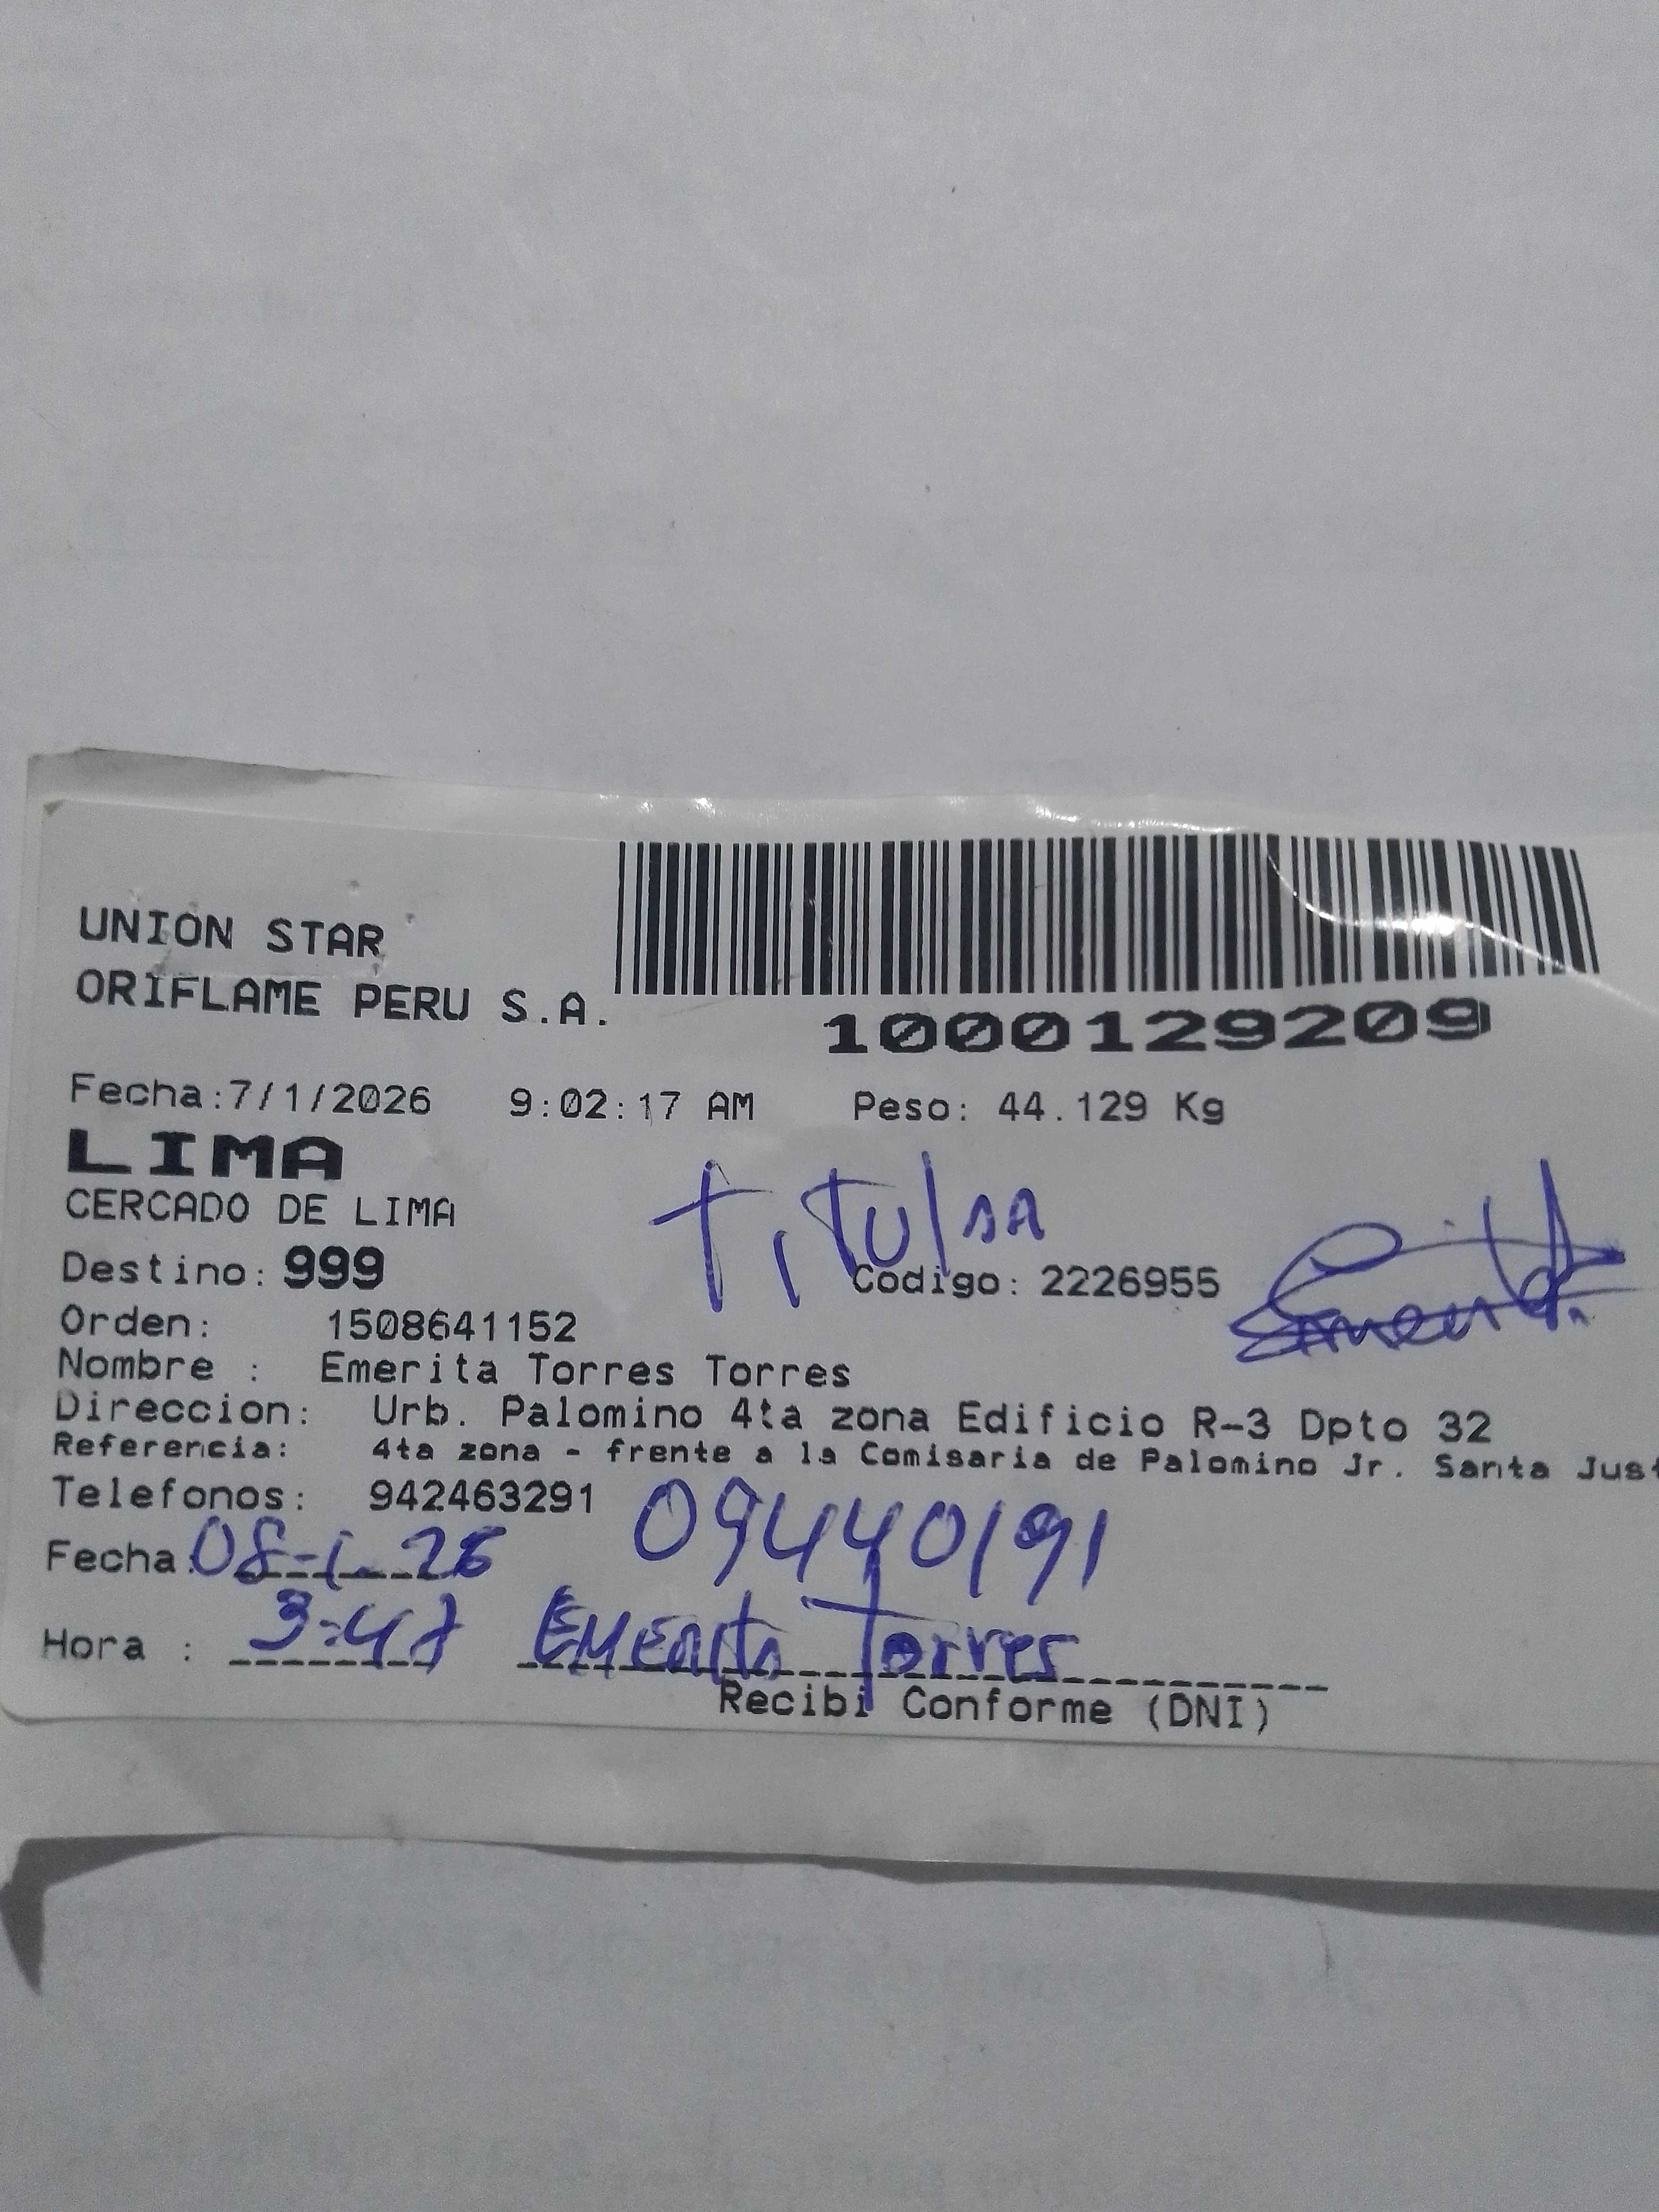 UNION STAR
ORIFLAME PERU S.A.
1000129209
Fecha:7/1/2026 9:02:17 AM Peso: 44.129 Kg
LIMA
CERCADO DE LIMA
Destino: 999 Codigo: 2226955
Orden: 1508641152
Nombre : Emerita Torres Torres
Direccion: Urb. Palomino 4ta zona Edificio R-3 Dpto 32
Referencia: 4ta zona - frente a la Comisaria de Palomino Jr. Santa Jus
Telefonos: 942463291 09440191
Fecha: 08-1-26
Hora : 3:47 Emerita Torres
Recibi Conforme (DNI)